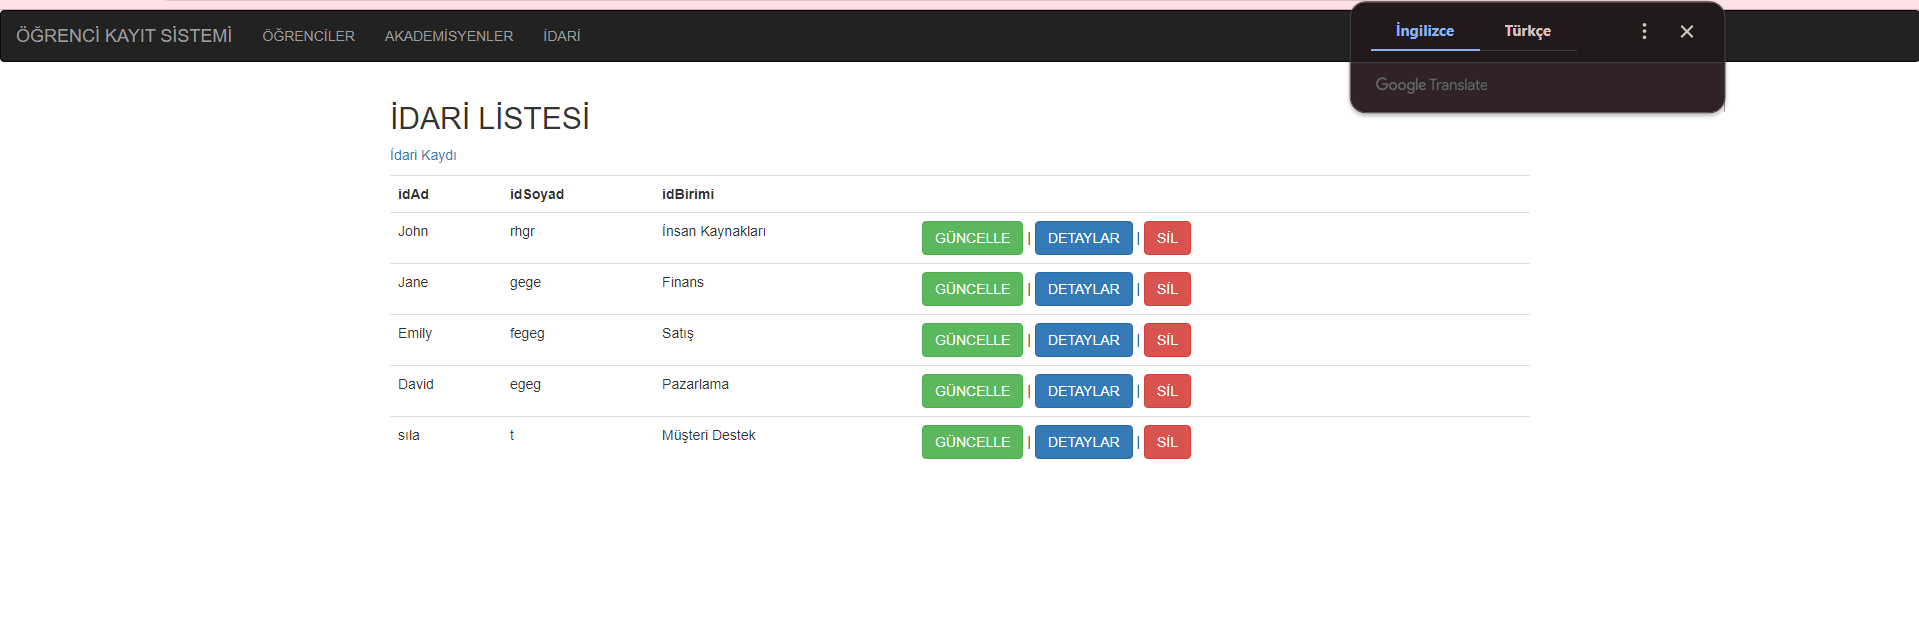 ÖĞRENCİ KAYIT SİSTEMİ ÖĞRENCİLER AKADEMİSYENLER İDARİ
İngilizce Türkçe
Google Translate
İDARİ LİSTESİ
İdari Kaydı
idAd idSoyad idBirimi
John rhgr İnsan Kaynakları GÜNCELLE | DETAYLAR | SİL
Jane gege Finans GÜNCELLE | DETAYLAR | SİL
Emily fegeg Satış GÜNCELLE | DETAYLAR | SİL
David egeg Pazarlama GÜNCELLE | DETAYLAR | SİL
sıla t Müşteri Destek GÜNCELLE | DETAYLAR | SİL